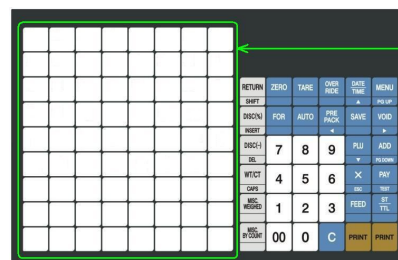 RETURN ZERO TARE OVER RIDE DATE TIME MENU
SHIFT ▲ PG UP
DISC(%) FOR AUTO PRE PACK SAVE VOID
INSERT ◄ ►
DISC(-) 7 8 9 PLU ADD
DEL ▼ PG DOWN
WT/CT 4 5 6 × PAY
CAPS ESC TEST
MISC. WEIGHED 1 2 3 FEED ST TTL
MISC. BY COUNT 00 0 C PRINT PRINT